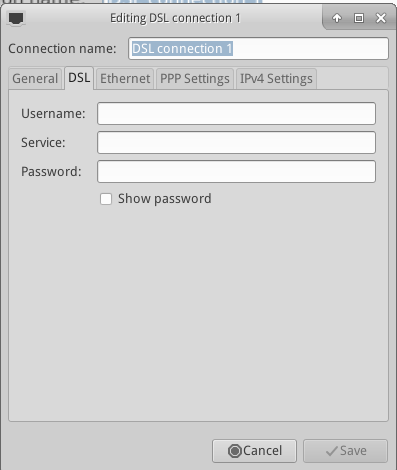 Editing DSL connection 1
Connection name: DSL connection 1
General DSL Ethernet PPP Settings IPv4 Settings
Username:
Service:
Password:
Show password
Cancel Save